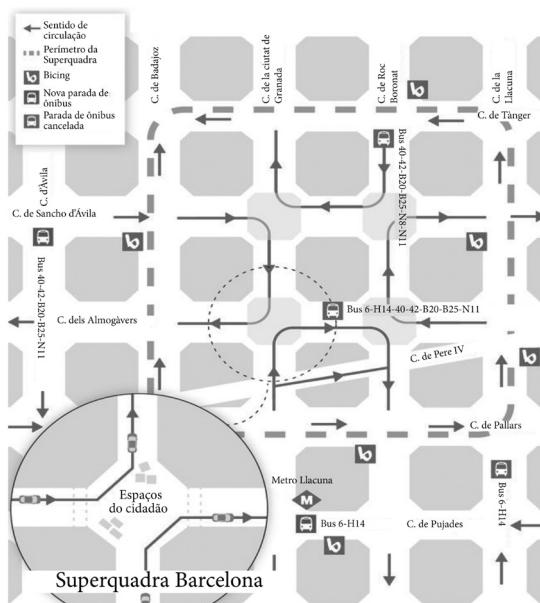 Sentido de
circulação
Perímetro da
Superquadra
Bicing
Nova parada de
ônibus
Parada de ônibus
cancelada
C. de Badajoz
C. de la ciutat de
Granada
C. de Roc
Boronat
C. de la
Llacuna
C. de Tànger
Bus 40-42-B20-B25-N8-N11
C. d'Àvila
C. de Sancho d'Ávila
Bus 40-42-B20-B25-N11
C. dels Almogàvers
Bus 6-H14-40-42-B20-B25-N11
C. de Pere IV
C. de Pallars
Metro Llacuna
M
Bus 6-H14
C. de Pujades
Bus 6-H14
Espaços
do cidadão
Superquadra Barcelona